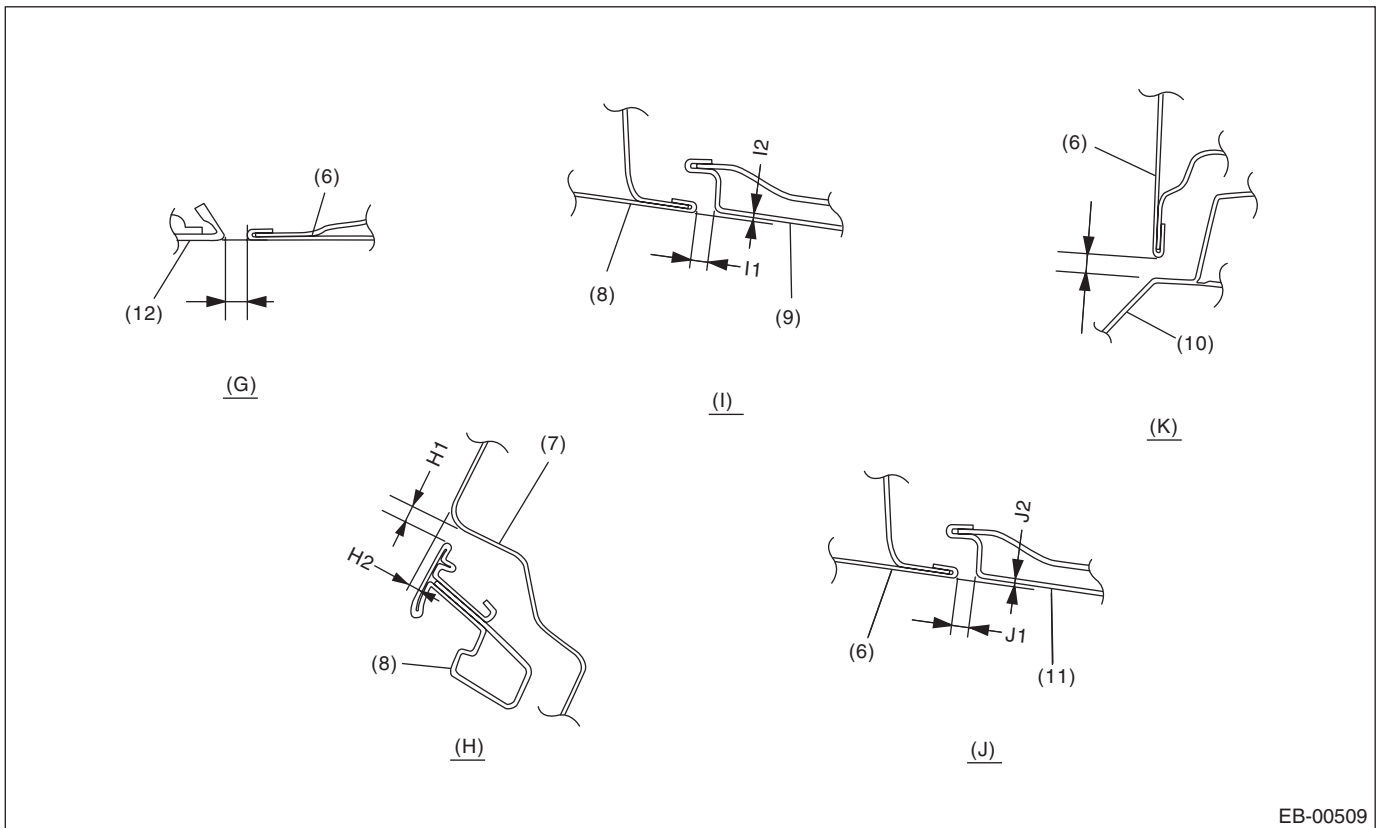 (6)
(12)
(G)
I2
I1
(8)
(9)
(I)
(6)
(10)
(K)
H1
(7)
H2
(8)
(H)
J2
J1
(6)
(11)
(J)
EB-00509